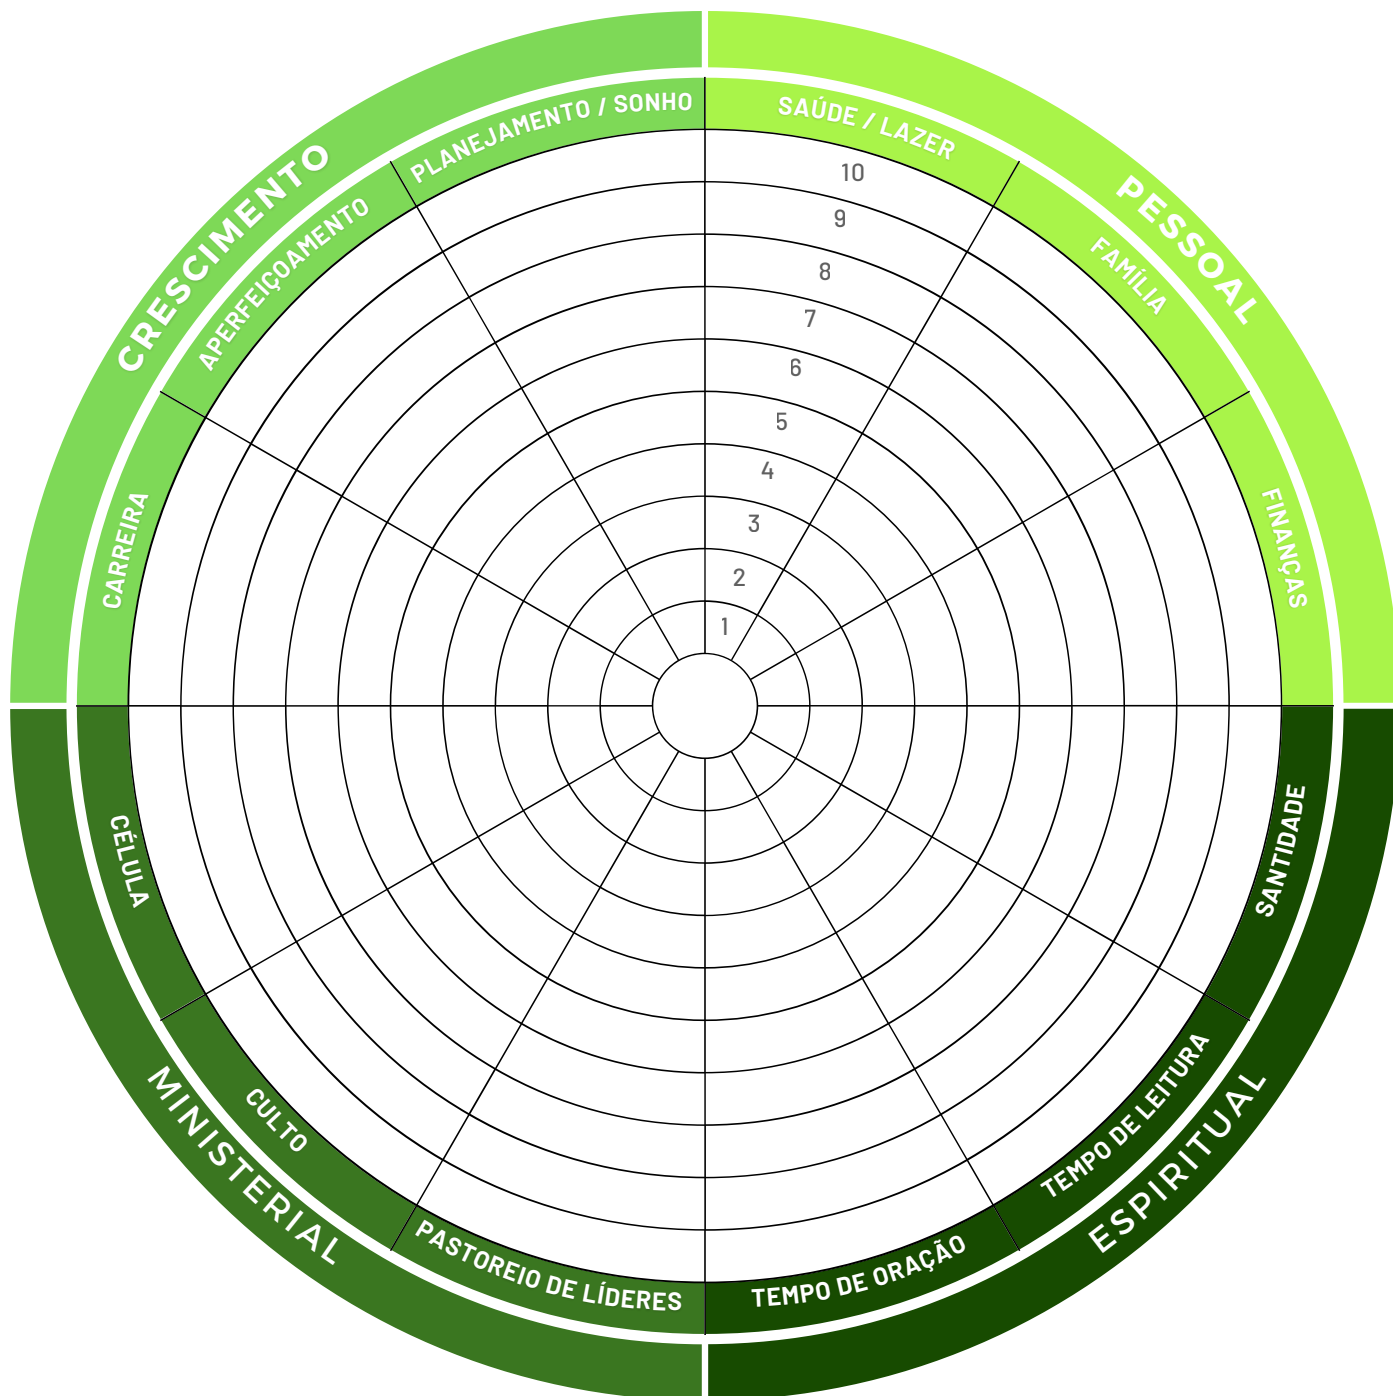 CRESCIMENTO
PESSOAL
PLANEJAMENTO / SONHO
SAÚDE / LAZER
APERFEIÇOAMENTO
FAMÍLIA
CARREIRA
FINANÇAS
10
9
8
7
6
5
4
3
2
1
CÉLULA
SANTIDADE
CULTO
TEMPO DE LEITURA
PASTOREIO DE LÍDERES
TEMPO DE ORAÇÃO
MINISTERIAL
ESPIRITUAL